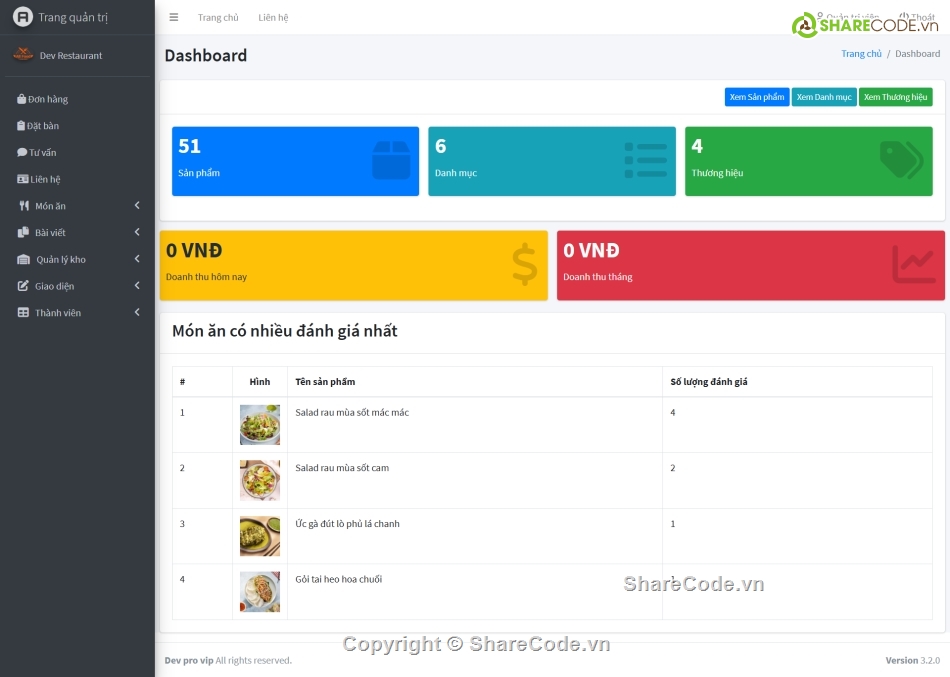 Trang quản trị
Trang chủ
Liên hệ
Quản trị viên
Thoát
SHARECODE.vn
Dev Restaurant
Dashboard
Trang chủ / Dashboard
Đơn hàng
Đặt bàn
Tư vấn
Liên hệ
Món ăn
Bài viết
Quản lý kho
Giao diện
Thành viên
Xem Sản phẩm
Xem Danh mục
Xem Thương hiệu
51
Sản phẩm
6
Danh mục
4
Thương hiệu
0 VNĐ
Doanh thu hôm nay
0 VNĐ
Doanh thu tháng
Món ăn có nhiều đánh giá nhất
# Hình Tên sản phẩm Số lượng đánh giá
1 Salad rau mùa sốt mác mác 4
2 Salad rau mùa sốt cam 2
3 Ức gà đút lò phủ lá chanh 1
4 Gỏi tai heo hoa chuối
ShareCode.vn
Copyright © ShareCode.vn
Dev pro vip All rights reserved.
Version 3.2.0